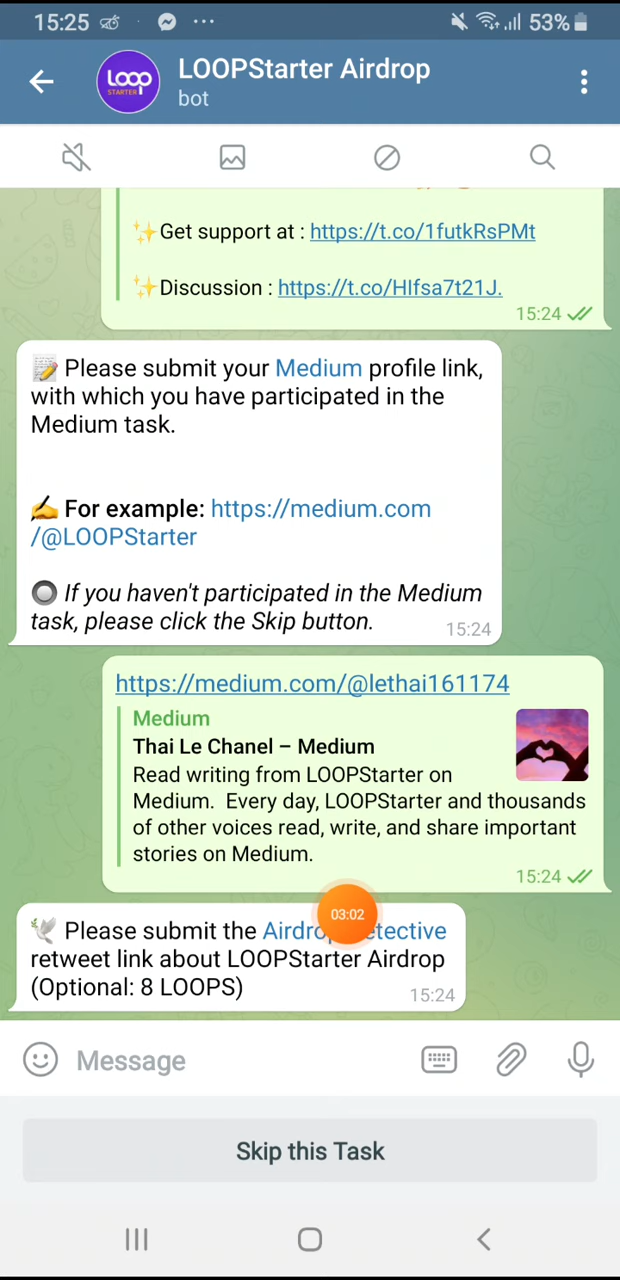 15:25
53%
LOOP
STARTER
LOOPStarter Airdrop
bot
✨Get support at : https://t.co/1futkRsPMt
✨Discussion : https://t.co/HIfsa7t21J.
15:24
📝 Please submit your Medium profile link,
with which you have participated in the
Medium task.
✍️ For example: https://medium.com
/@LOOPStarter
🔘 If you haven't participated in the Medium
task, please click the Skip button.
15:24
https://medium.com/@lethai161174
Medium
Thai Le Chanel – Medium
Read writing from LOOPStarter on
Medium. Every day, LOOPStarter and thousands
of other voices read, write, and share important
stories on Medium.
15:24
03:02
🕊 Please submit the
retweet link about LOOPStarter Airdrop
(Optional: 8 LOOPS)
15:24
Message
Skip this Task